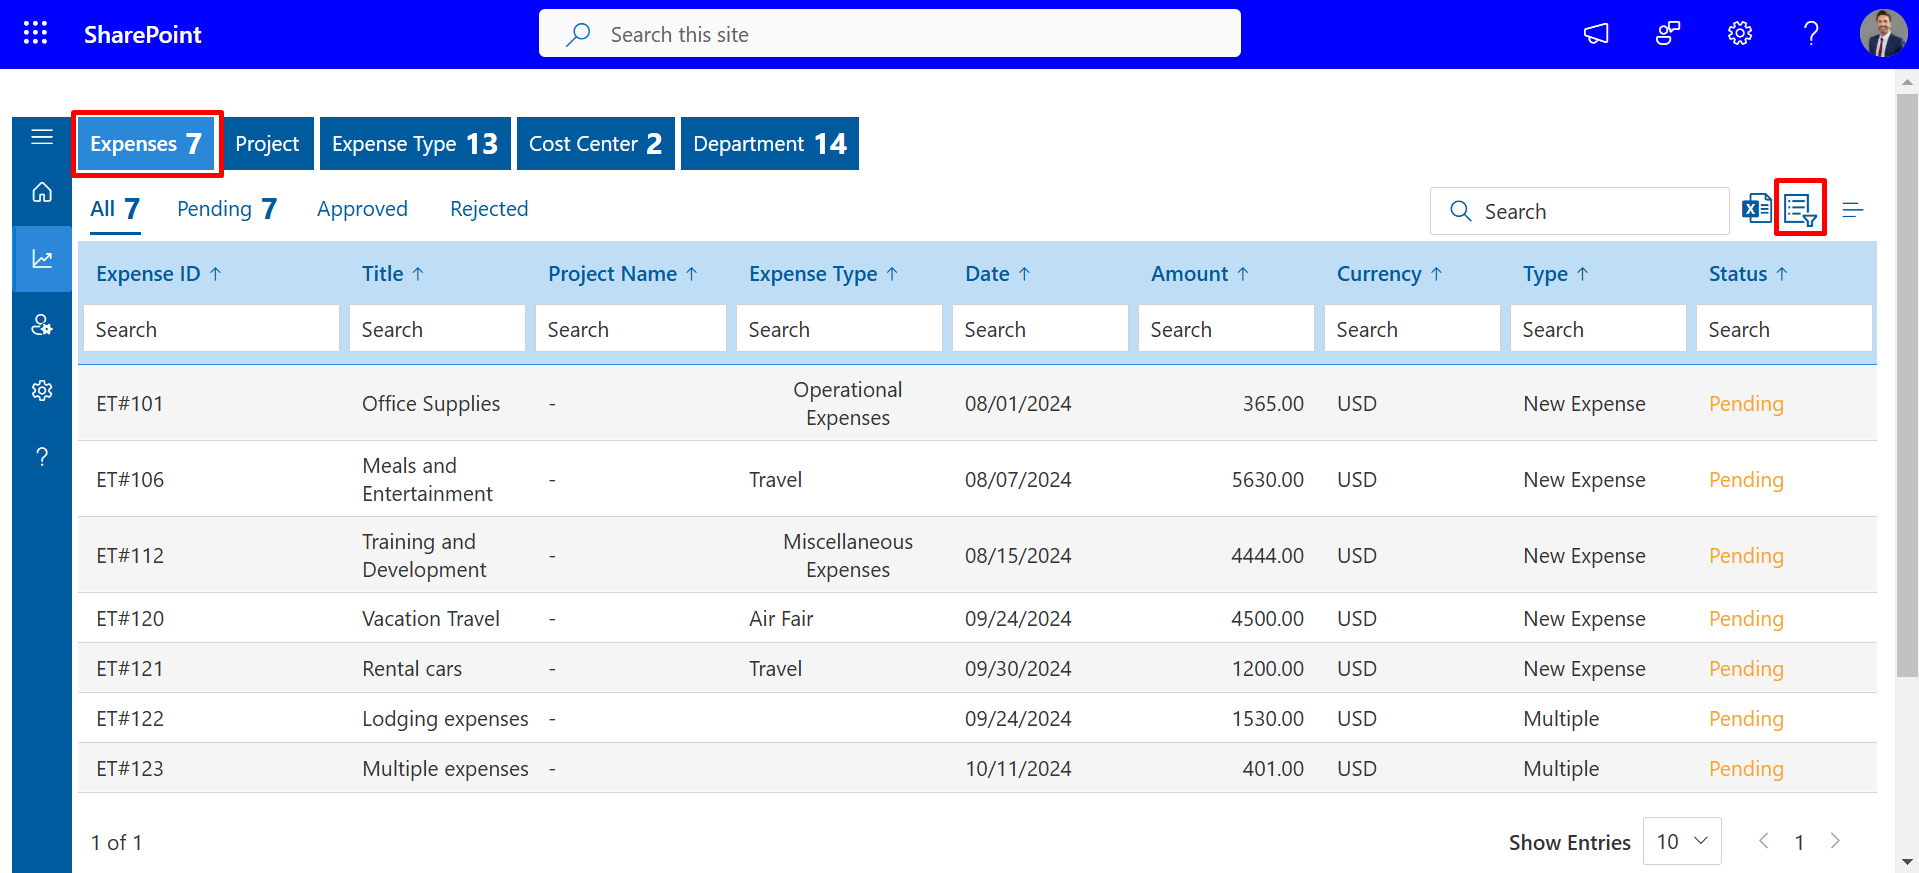 SharePoint
Search this site
?
Expenses 7
Project
Expense Type 13
Cost Center 2
Department 14
All 7
Pending 7
Approved
Rejected
Search
Expense ID ↑ Title ↑ Project Name ↑ Expense Type ↑ Date ↑ Amount ↑ Currency ↑ Type ↑ Status ↑
Search Search Search Search Search Search Search Search Search
ET#101 Office Supplies - Operational Expenses 08/01/2024 365.00 USD New Expense Pending
ET#106 Meals and Entertainment - Travel 08/07/2024 5630.00 USD New Expense Pending
ET#112 Training and Development - Miscellaneous Expenses 08/15/2024 4444.00 USD New Expense Pending
ET#120 Vacation Travel - Air Fair 09/24/2024 4500.00 USD New Expense Pending
ET#121 Rental cars - Travel 09/30/2024 1200.00 USD New Expense Pending
ET#122 Lodging expenses - 09/24/2024 1530.00 USD Multiple Pending
ET#123 Multiple expenses - 10/11/2024 401.00 USD Multiple Pending
1 of 1
Show Entries 10
< 1 >